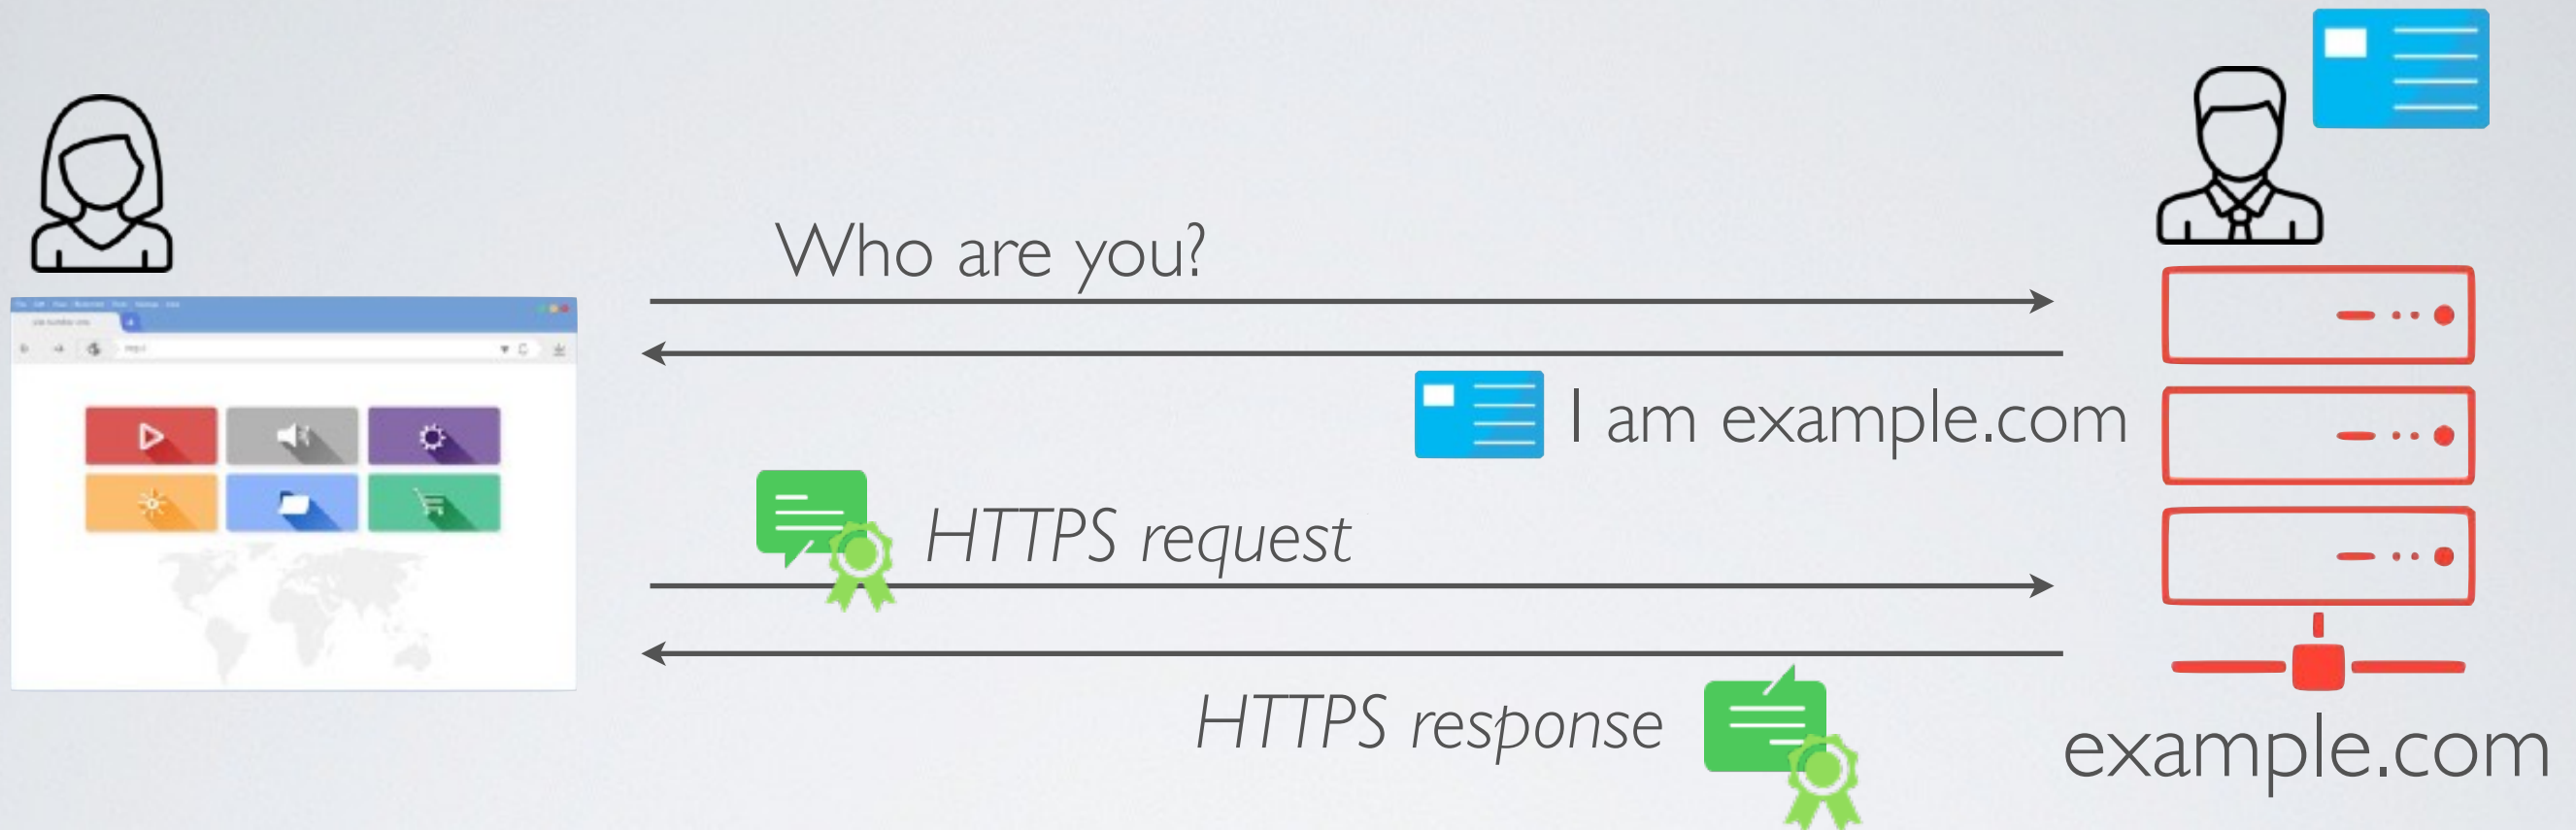 Who are you?
I am example.com
HTTPS request
HTTPS response
example.com